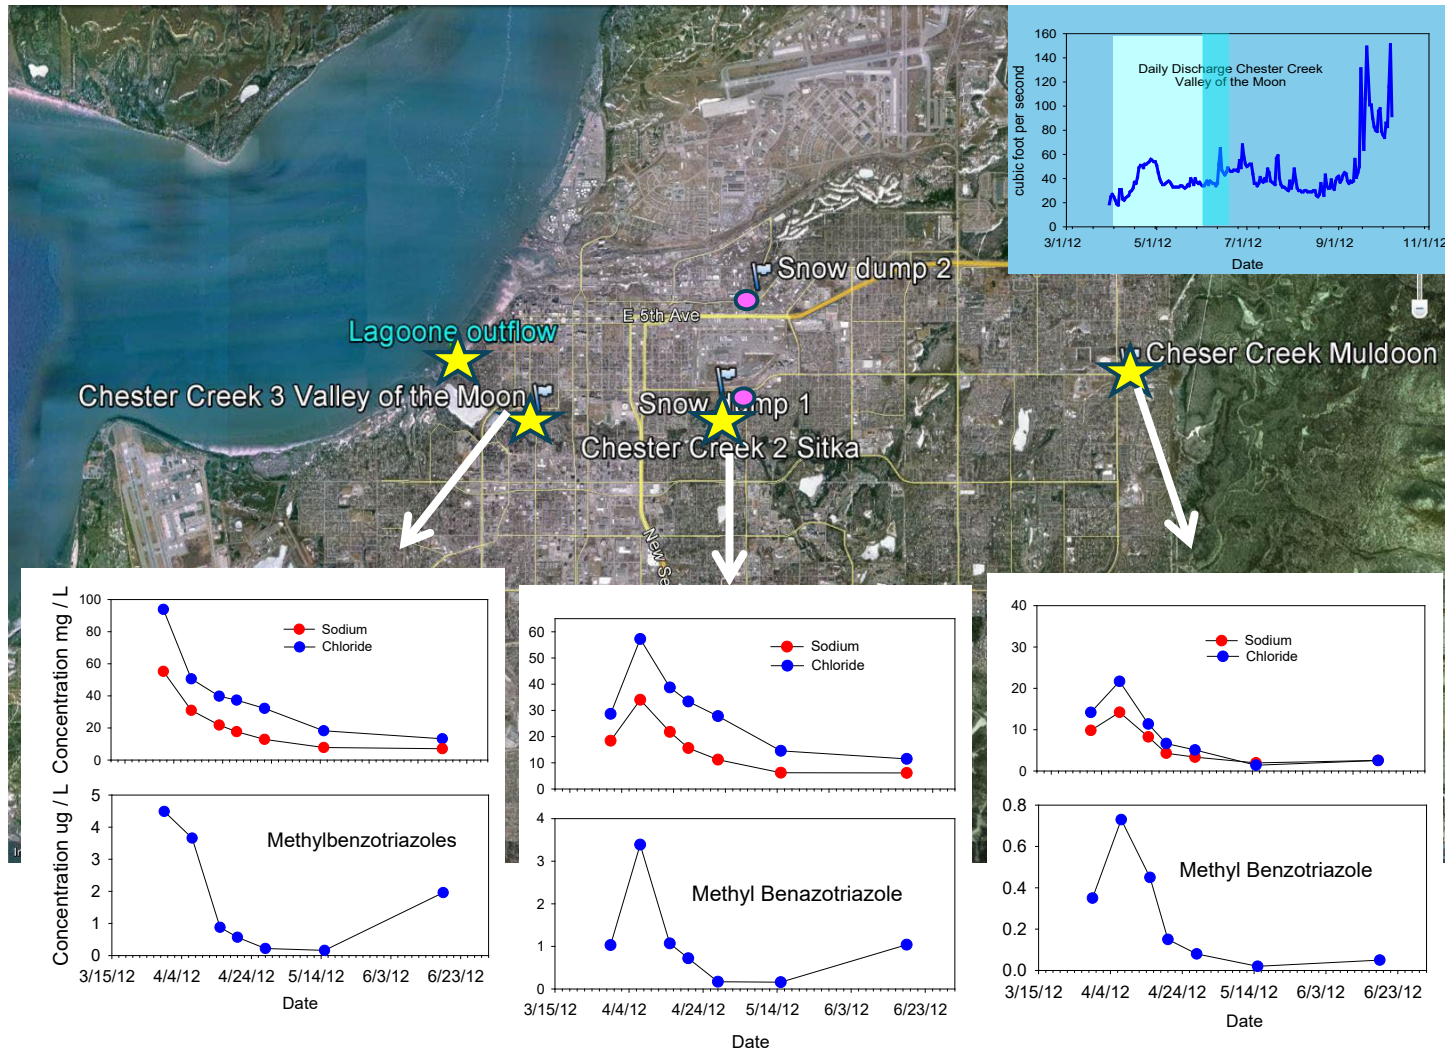 160
140
120
100
80
60
40
20
0
cubic foot per second
Daily Discharge Chester Creek
Valley of the Moon
3/1/12 5/1/12 7/1/12 9/1/12 11/1/12
Date
Snow dump 2
E 5th Ave
Lagoone outflow
Cheser Creek Muldoon
Chester Creek 3 Valley of the Moon
Snow dump 1
Chester Creek 2 Sitka
New Se
100
80
60
40
20
0
Concentration mg / L
Sodium
Chloride
5
4
3
2
1
0
Concentration ug / L
Methylbenzotriazoles
3/15/12 4/4/12 4/24/12 5/14/12 6/3/12 6/23/12
Date
60
50
40
30
20
10
0
Sodium
Chloride
4
3
2
1
0
Methyl Benazotriazole
3/15/12 4/4/12 4/24/12 5/14/12 6/3/12 6/23/12
Date
40
30
20
10
0
Sodium
Chloride
0.8
0.6
0.4
0.2
0.0
Methyl Benzotriazole
3/15/12 4/4/12 4/24/12 5/14/12 6/3/12 6/23/12
Date